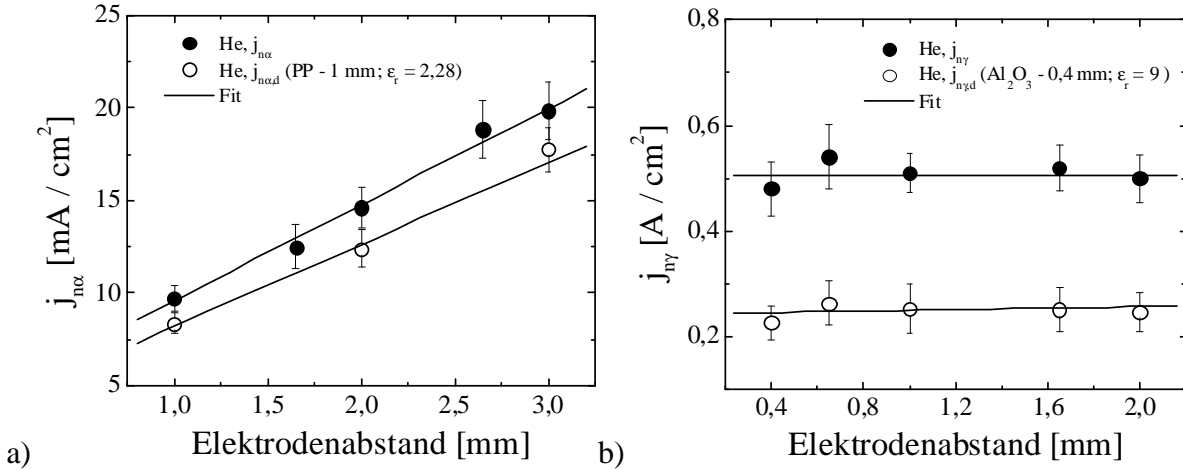 25
20
15
10
5
j_nα [mA / cm²]
He, j_nα
He, j_nα,d (PP - 1 mm; ε_r = 2,28)
Fit
1,0 1,5 2,0 2,5 3,0
Elektrodenabstand [mm]
a)
0,8
0,6
0,4
0,2
j_nγ [A / cm²]
He, j_nγ
He, j_nγ,d (Al₂O₃ - 0,4 mm; ε_r = 9 )
Fit
0,4 0,8 1,2 1,6 2,0
Elektrodenabstand [mm]
b)